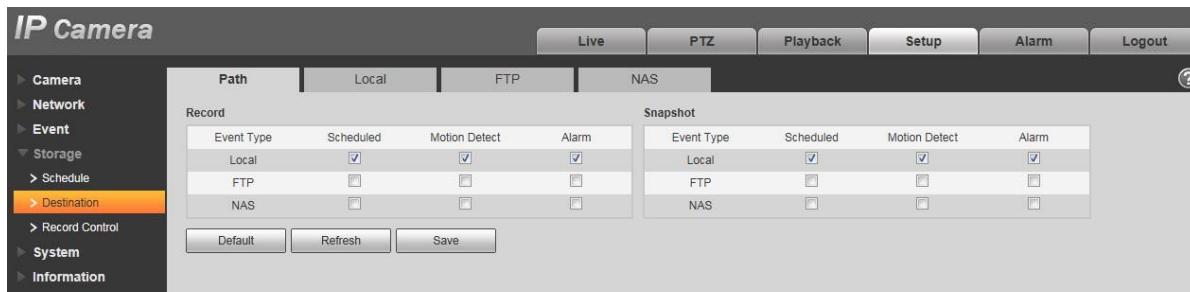 IP Camera
Live PTZ Playback Setup Alarm Logout
Camera
Network
Event
Storage
> Schedule
> Destination
> Record Control
System
Information
Path Local FTP NAS
?
Record
Event Type Scheduled Motion Detect Alarm
Local
FTP
NAS
Snapshot
Event Type Scheduled Motion Detect Alarm
Local
FTP
NAS
Default Refresh Save